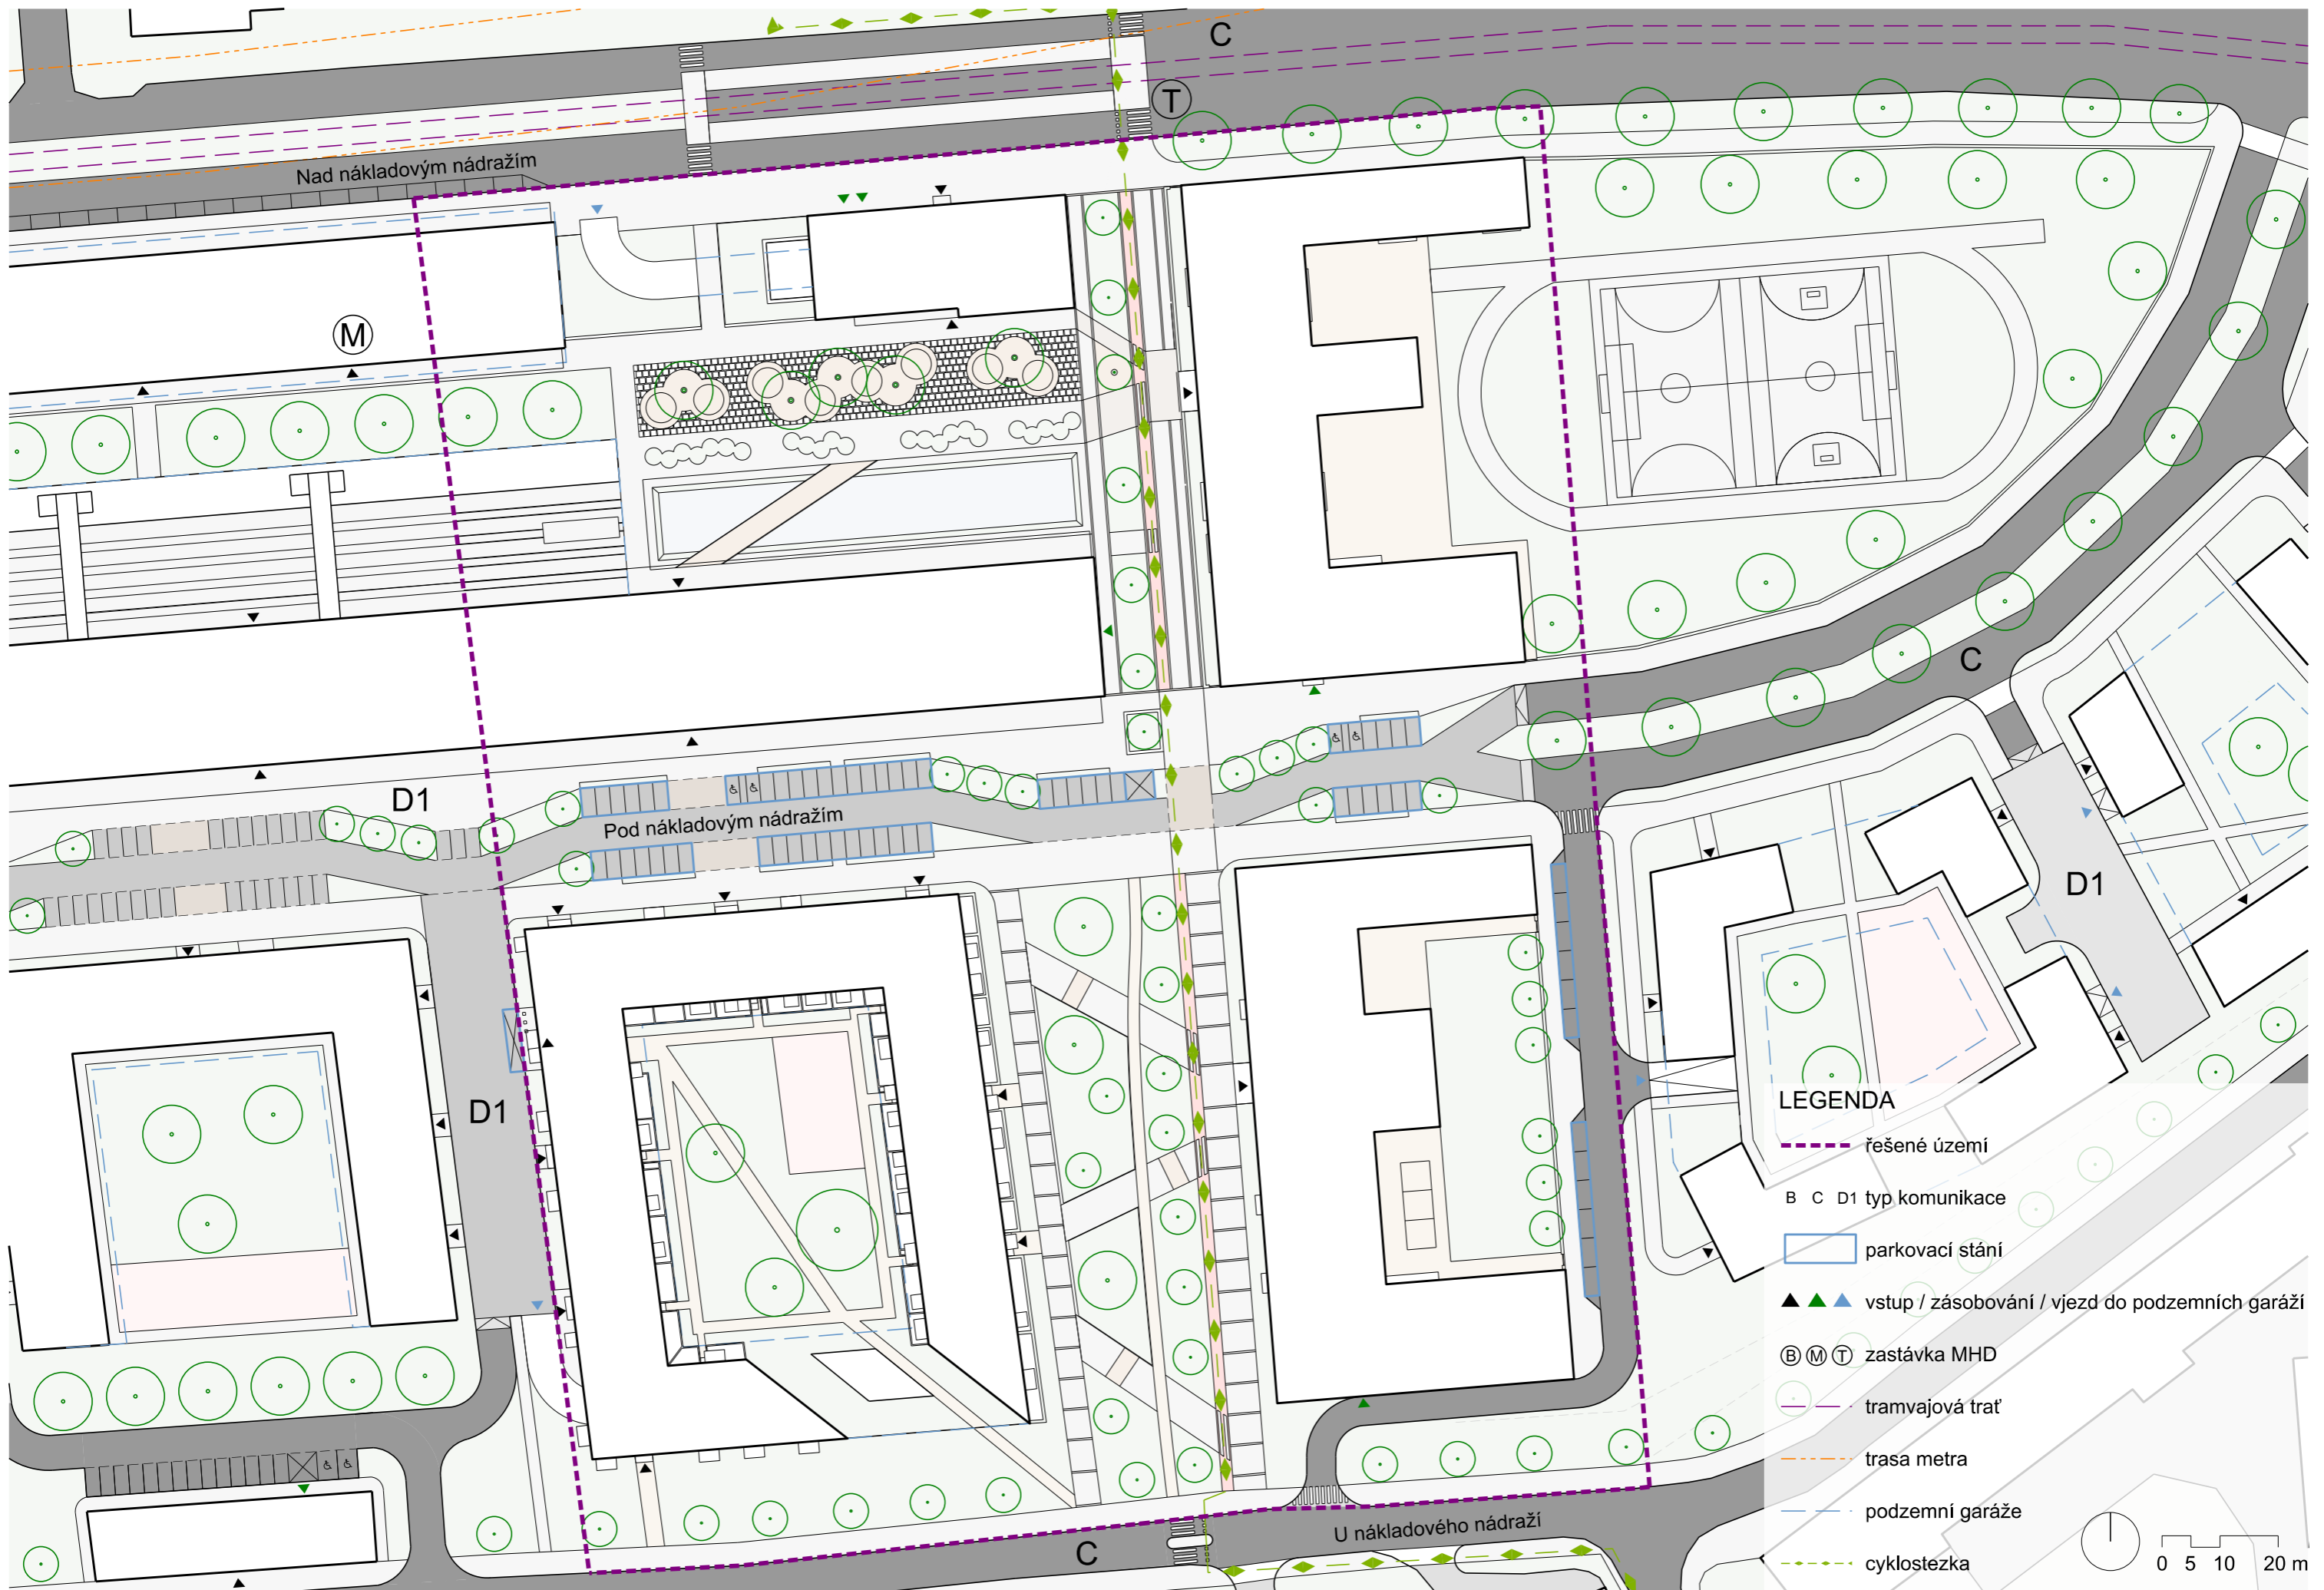 C
T
Nad nákladovým nádražím
M
C
D1
Pod nákladovým nádražím
D1
D1
LEGENDA
řešené území
B C D1 typ komunikace
parkovací stání
vstup / zásobování / vjezd do podzemních garáží
B M T zastávka MHD
tramvajová trať
trasa metra
podzemní garáže
cyklostezka
U nákladového nádraží
C
0 5 10 20 m